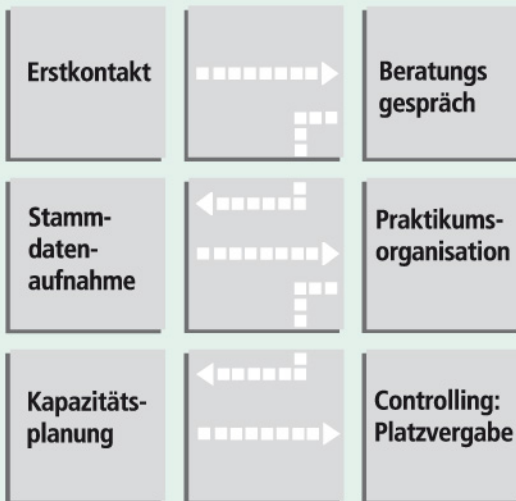 Erstkontakt
Beratungs
gespräch
Stamm-
daten-
aufnahme
Praktikums-
organisation
Kapazitäts-
planung
Controlling:
Platzvergabe